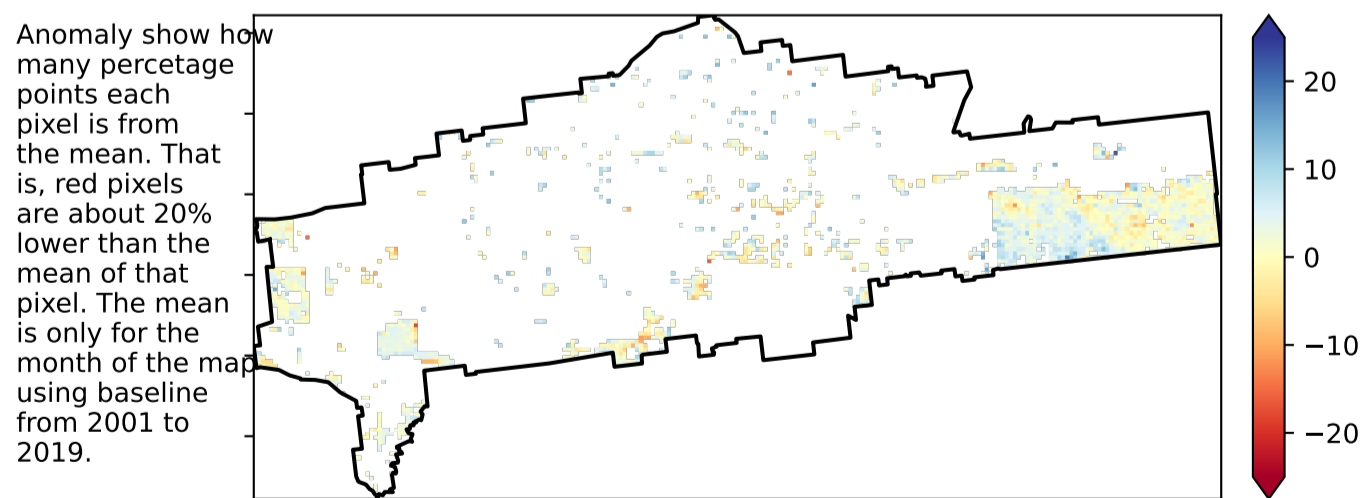 Anomaly show how
many percetage
points each
pixel is from
the mean. That
is, red pixels
are about 20%
lower than the
mean of that
pixel. The mean
is only for the
month of the map
using baseline
from 2001 to
2019.
20
10
0
−10
−20